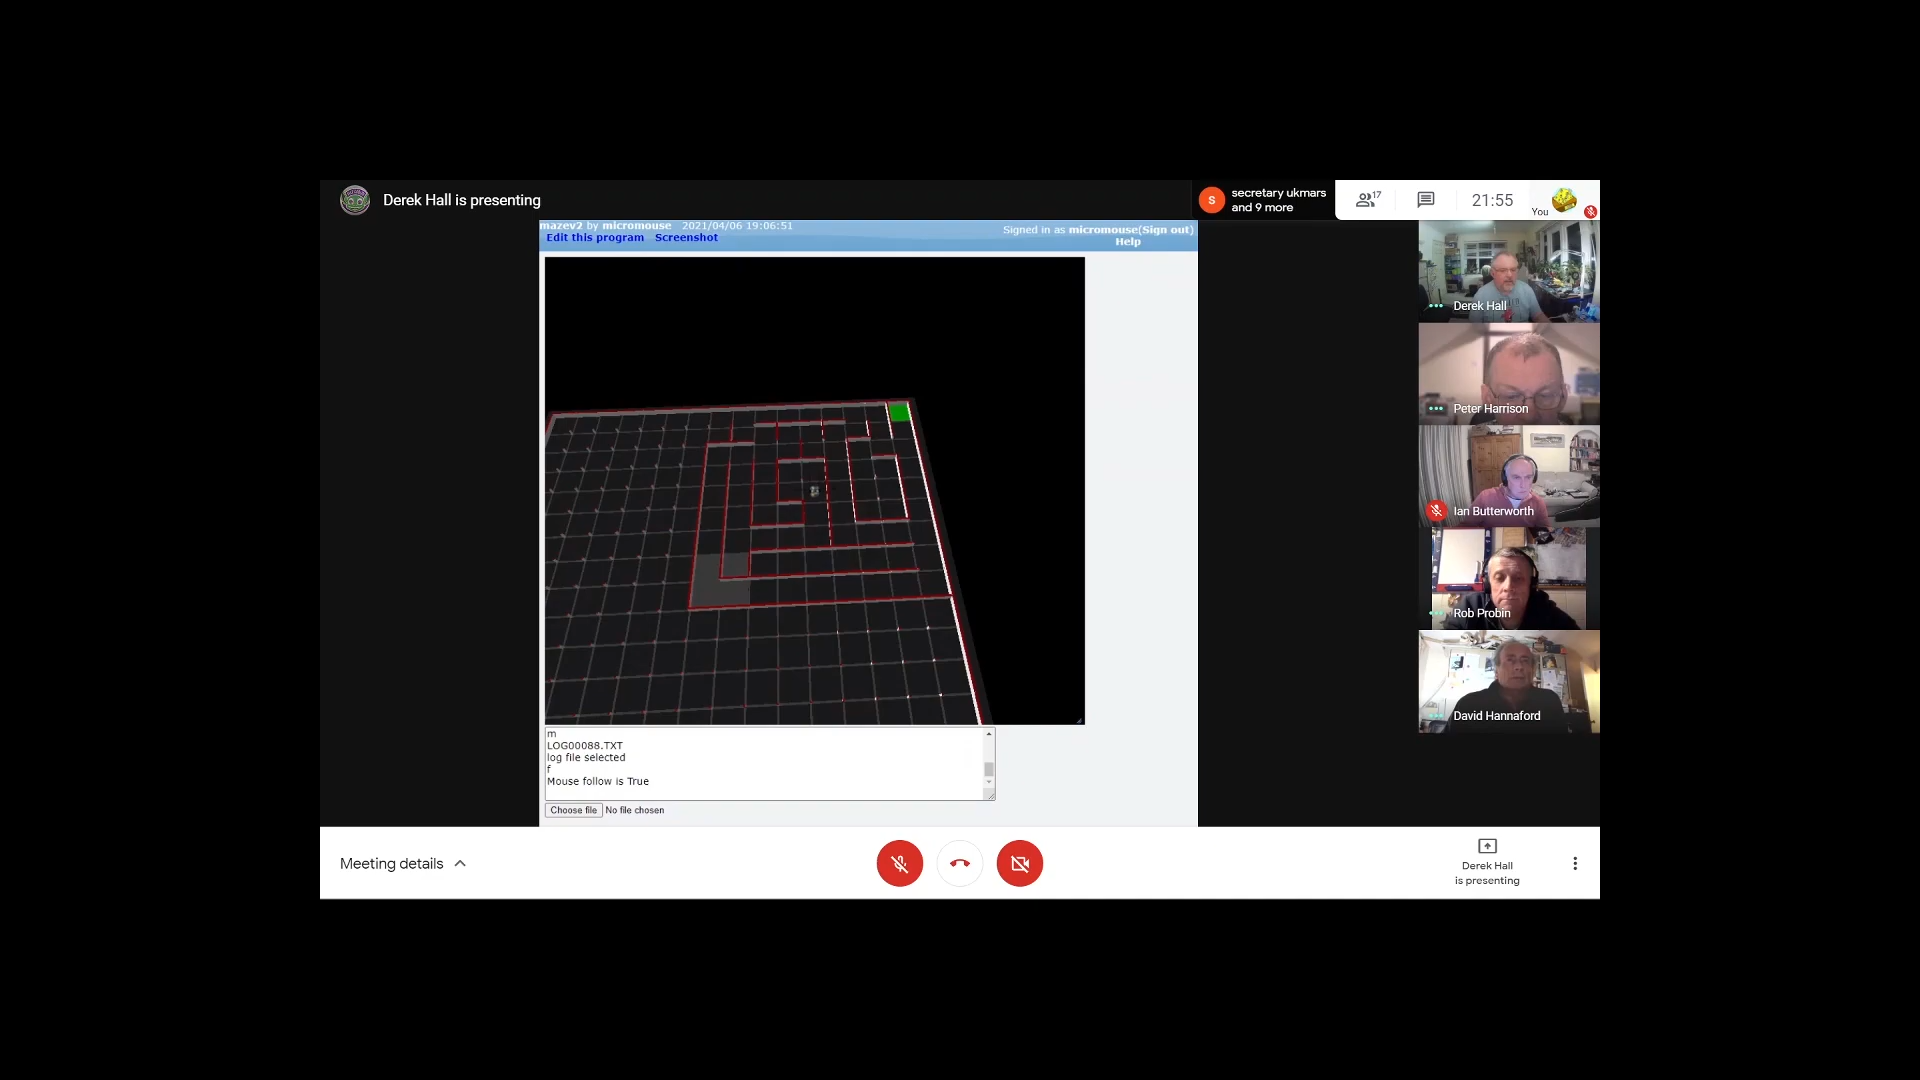 Derek Hall is presenting
secretary ukmars
and 9 more
17
21:55
You
S
mazev2 by micromouse 2021/04/06 19:06:51
Edit this program Screenshot
Signed in as micromouse(Sign out)
Help
Derek Hall
Peter Harrison
Ian Butterworth
Rob Probin
David Hannaford
m
LOG00088.TXT
log file selected
f
Mouse follow is True
Choose file No file chosen
Meeting details
Derek Hall
is presenting